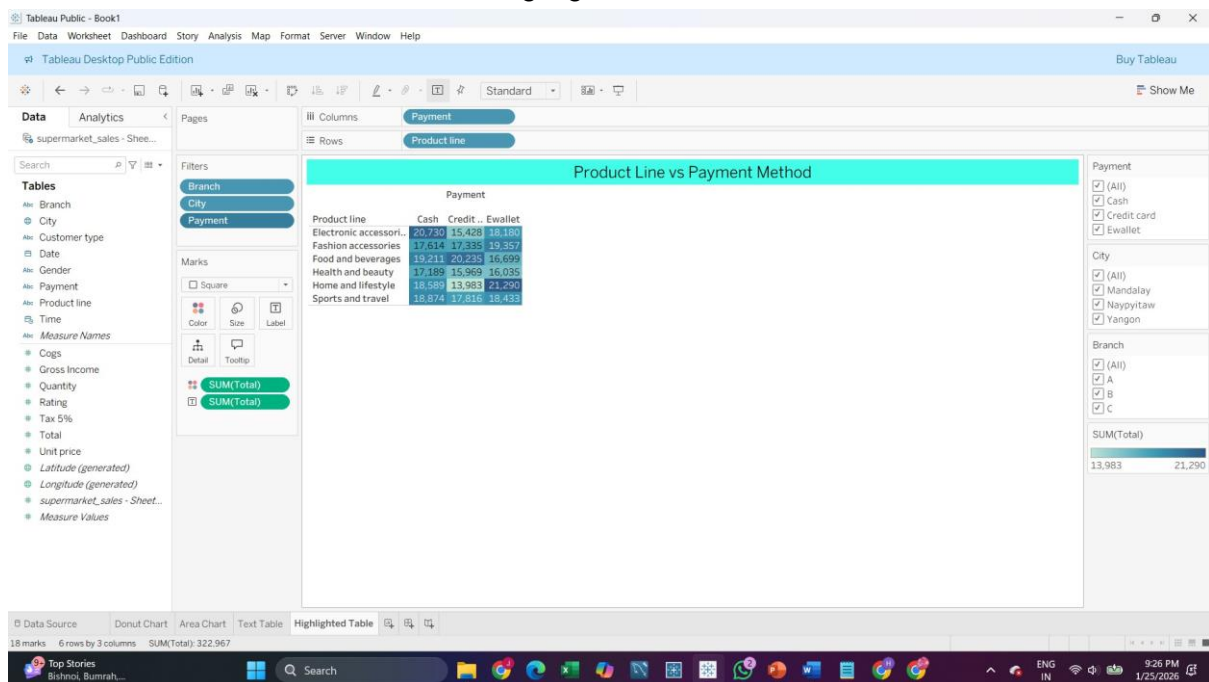 Tableau Public - Book1
File Data Worksheet Dashboard Story Analysis Map Format Server Window Help
Tableau Desktop Public Edition Buy Tableau
Standard Show Me
Data Analytics
supermarket_sales - Shee...
Search
Tables
Abc Branch
City
Abc Customer type
Date
Abc Gender
Abc Payment
Abc Product line
Time
Abc Measure Names
Cogs
Gross Income
Quantity
Rating
Tax 5%
Total
Unit price
Latitude (generated)
Longitude (generated)
supermarket_sales - Sheet...
Measure Values
Pages
Filters
Branch
City
Payment
Marks
Square
Color Size Label
Detail Tooltip
SUM(Total)
SUM(Total)
Columns Payment
Rows Product line
Product Line vs Payment Method
Payment
Product line Cash Credit .. Ewallet
Electronic accessori.. 20,730 15,428 18,180
Fashion accessories 17,614 17,335 19,357
Food and beverages 19,211 20,235 16,699
Health and beauty 17,189 15,969 16,035
Home and lifestyle 18,589 13,983 21,290
Sports and travel 18,874 17,816 18,433
Payment
(All)
Cash
Credit card
Ewallet
City
(All)
Mandalay
Naypyitaw
Yangon
Branch
(All)
A
B
C
SUM(Total)
13,983 21,290
Data Source Donut Chart Area Chart Text Table Highlighted Table
18 marks 6 rows by 3 columns SUM(Total): 322,967
9+ Top Stories
Bishnoi, Bumrah,...
Search
ENG
IN
9:26 PM
1/25/2026